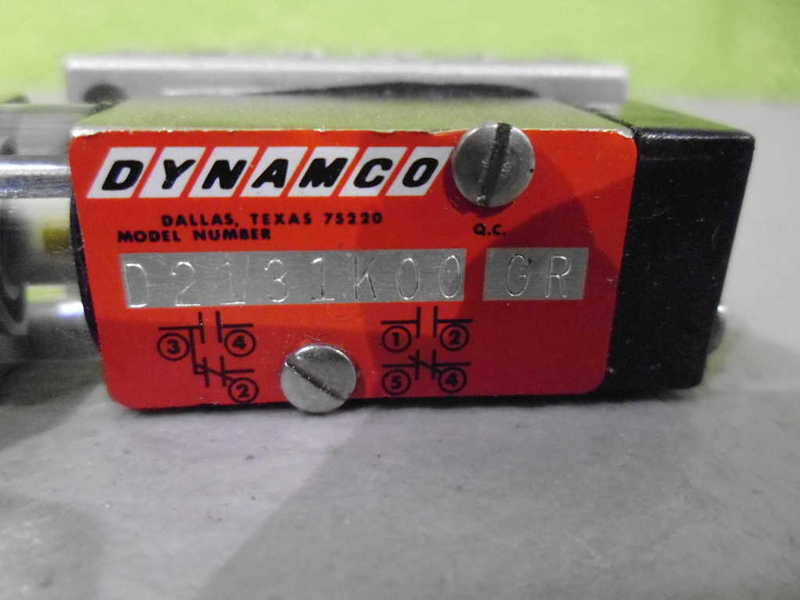 DYNAMCO
DALLAS, TEXAS 75220
MODEL NUMBER Q.C.
D2131K00 GR
3 4 1 2
2 5 4